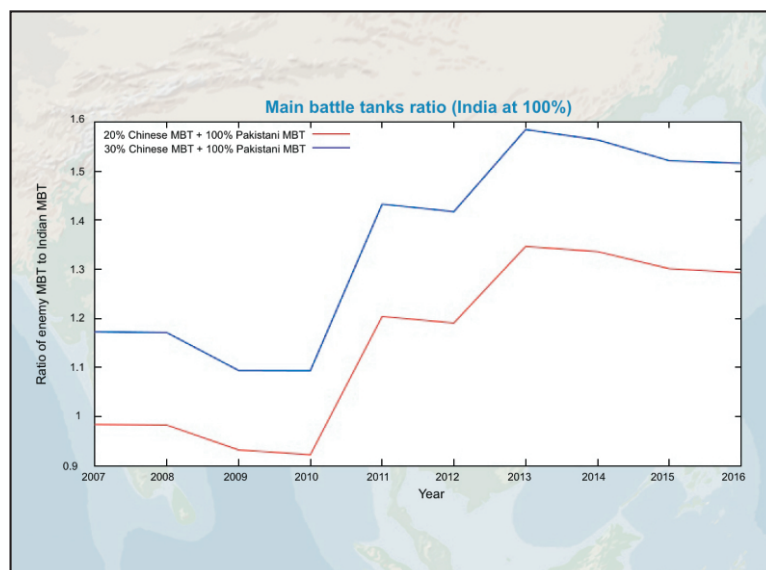 Main battle tanks ratio (India at 100%)
1.6
20% Chinese MBT + 100% Pakistani MBT
30% Chinese MBT + 100% Pakistani MBT
1.5
1.4
1.3
1.2
1.1
1
0.9
Ratio of enemy MBT to Indian MBT
2007 2008 2009 2010 2011 2012 2013 2014 2015 2016
Year